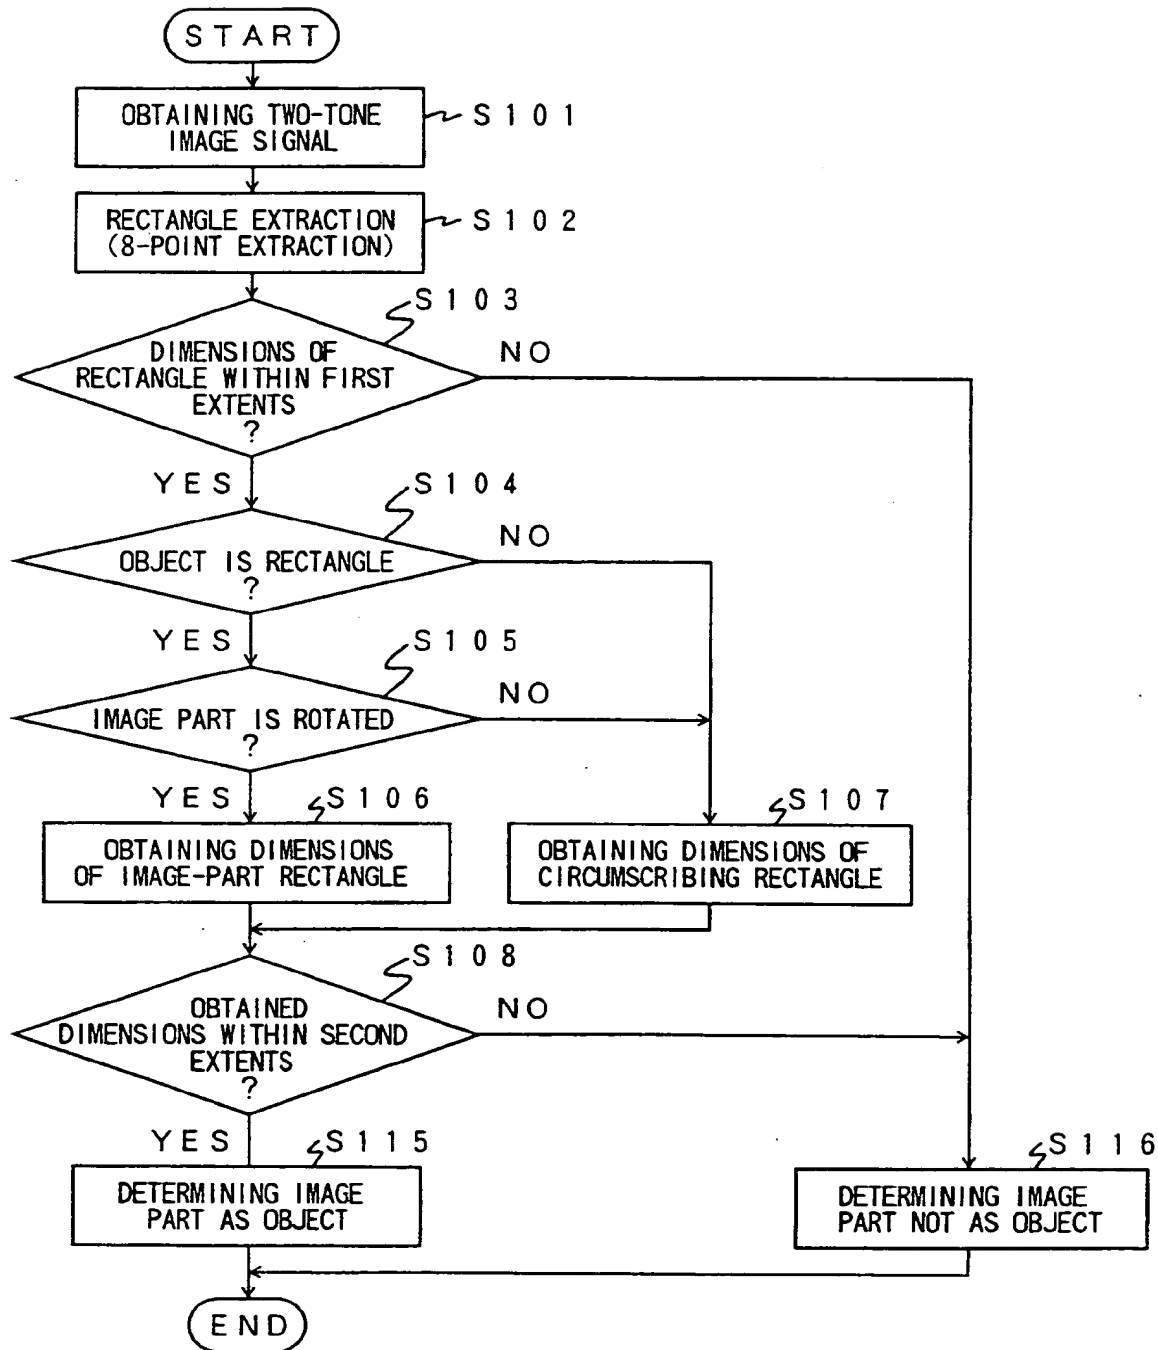 START
OBTAINING TWO-TONE
IMAGE SIGNAL
S101
RECTANGLE EXTRACTION
(8-POINT EXTRACTION)
S102
S103
DIMENSIONS OF
RECTANGLE WITHIN FIRST
EXTENTS
?
NO
YES
S104
OBJECT IS RECTANGLE
?
NO
YES
S105
IMAGE PART IS ROTATED
?
NO
YES
S106
OBTAINING DIMENSIONS
OF IMAGE-PART RECTANGLE
S107
OBTAINING DIMENSIONS OF
CIRCUMSCRIBING RECTANGLE
S108
OBTAINED
DIMENSIONS WITHIN SECOND
EXTENTS
?
NO
YES
S115
DETERMINING IMAGE
PART AS OBJECT
S116
DETERMINING IMAGE
PART NOT AS OBJECT
END